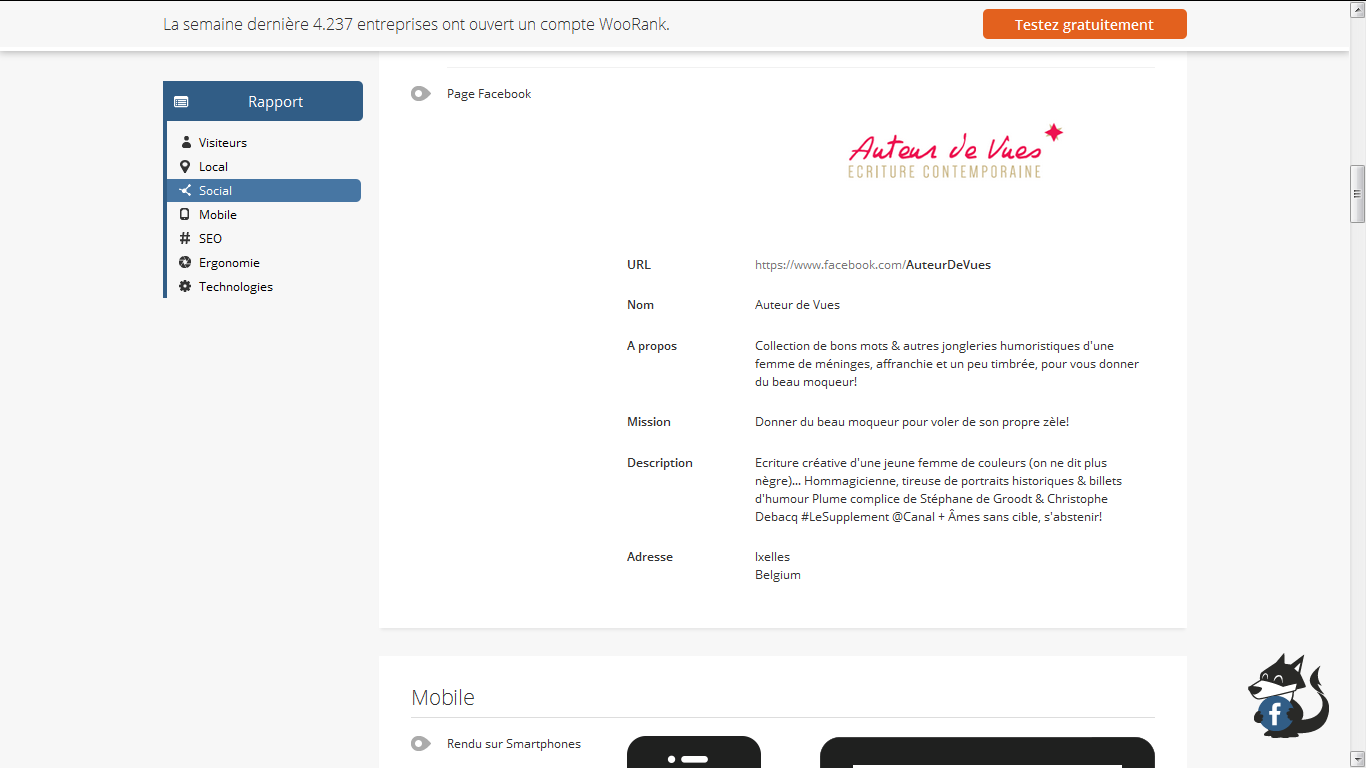 La semaine dernière 4.237 entreprises ont ouvert un compte WooRank.
Testez gratuitement
Rapport
Visiteurs
Local
Social
Mobile
SEO
Ergonomie
Technologies
Page Facebook
Auteur de Vues
ECRITURE CONTEMPORAINE
URL
https://www.facebook.com/AuteurDeVues
Nom
Auteur de Vues
A propos
Collection de bons mots & autres jongleries humoristiques d'une
femme de méninges, affranchie et un peu timbrée, pour vous donner
du beau moqueur!
Mission
Donner du beau moqueur pour voler de son propre zèle!
Description
Ecriture créative d'une jeune femme de couleurs (on ne dit plus
nègre)... Hommagicienne, tireuse de portraits historiques & billets
d'humour Plume complice de Stéphane de Groodt & Christophe
Debacq #LeSupplement @Canal + Âmes sans cible, s'abstenir!
Adresse
Ixelles
Belgium
Mobile
Rendu sur Smartphones